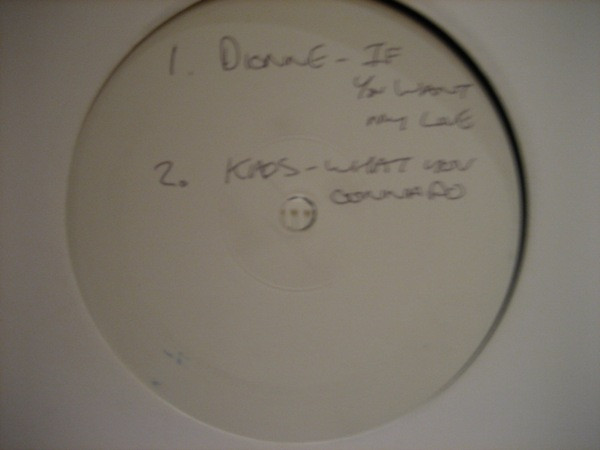 1. DIONNE - IF
YOU WANT
MY LOVE
2. KAOS - WHAT YOU
GONNA DO